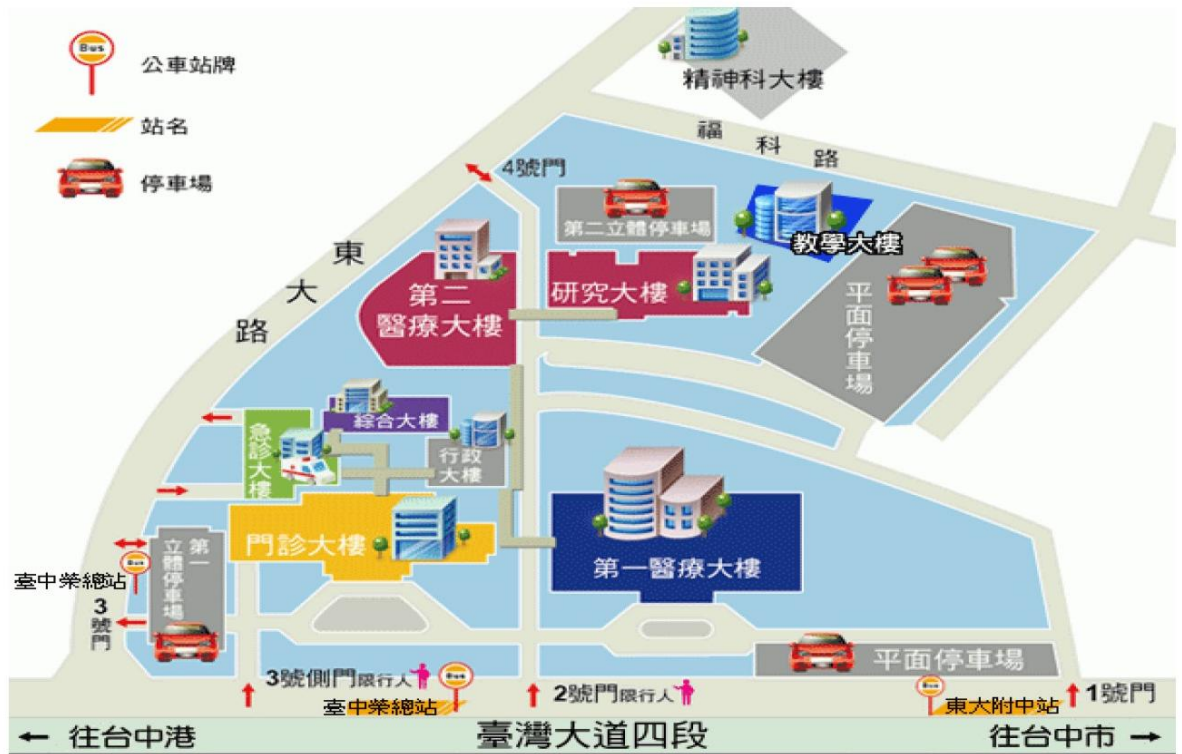 Bus
公車站牌
站名
停車場
精神科大樓
福科路
4號門
第二立體停車場
教學大樓
東大路
第二
醫療大樓
研究大樓
平面停車場
綜合大樓
急診大樓
行政
大樓
門診大樓
第一醫療大樓
第一
立體停車場
Bus
臺中榮總站
3號門
平面停車場
3號側門限行人
Bus
臺中榮總站
2號門限行人
Bus
東大附中站
1號門
← 往台中港
臺灣大道四段
往台中市 →